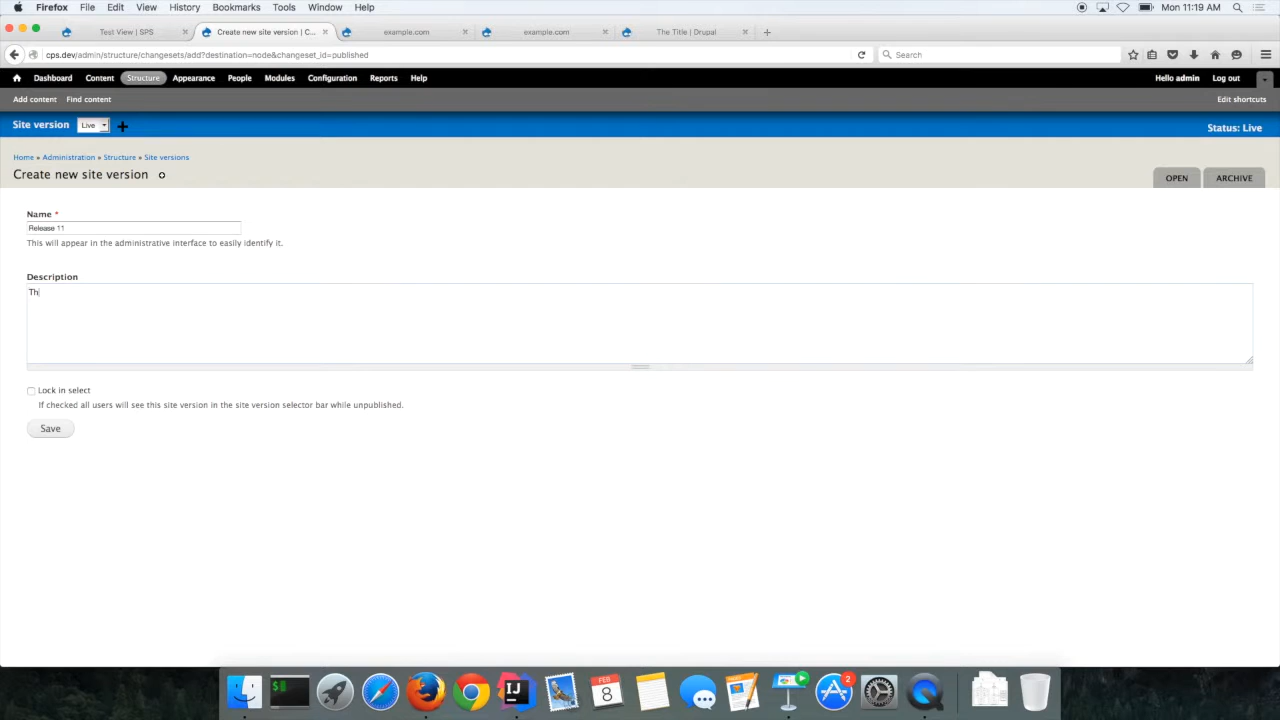 Firefox File Edit View History Bookmarks Tools Window Help Mon 11:19 AM
Test View | SPS Create new site version | C... example.com example.com The Title | Drupal
cps.dev/admin/structure/changesets/add?destination=node&changeset_id=published Search
Dashboard Content Structure Appearance People Modules Configuration Reports Help Hello admin Log out
Add content Find content Edit shortcuts
Site version Live Status: Live
Home » Administration » Structure » Site versions
Create new site version OPEN ARCHIVE
Name *
Release 11
This will appear in the administrative interface to easily identify it.
Description
Th
Lock in select
If checked all users will see this site version in the site version selector bar while unpublished.
Save
FEB
8
2